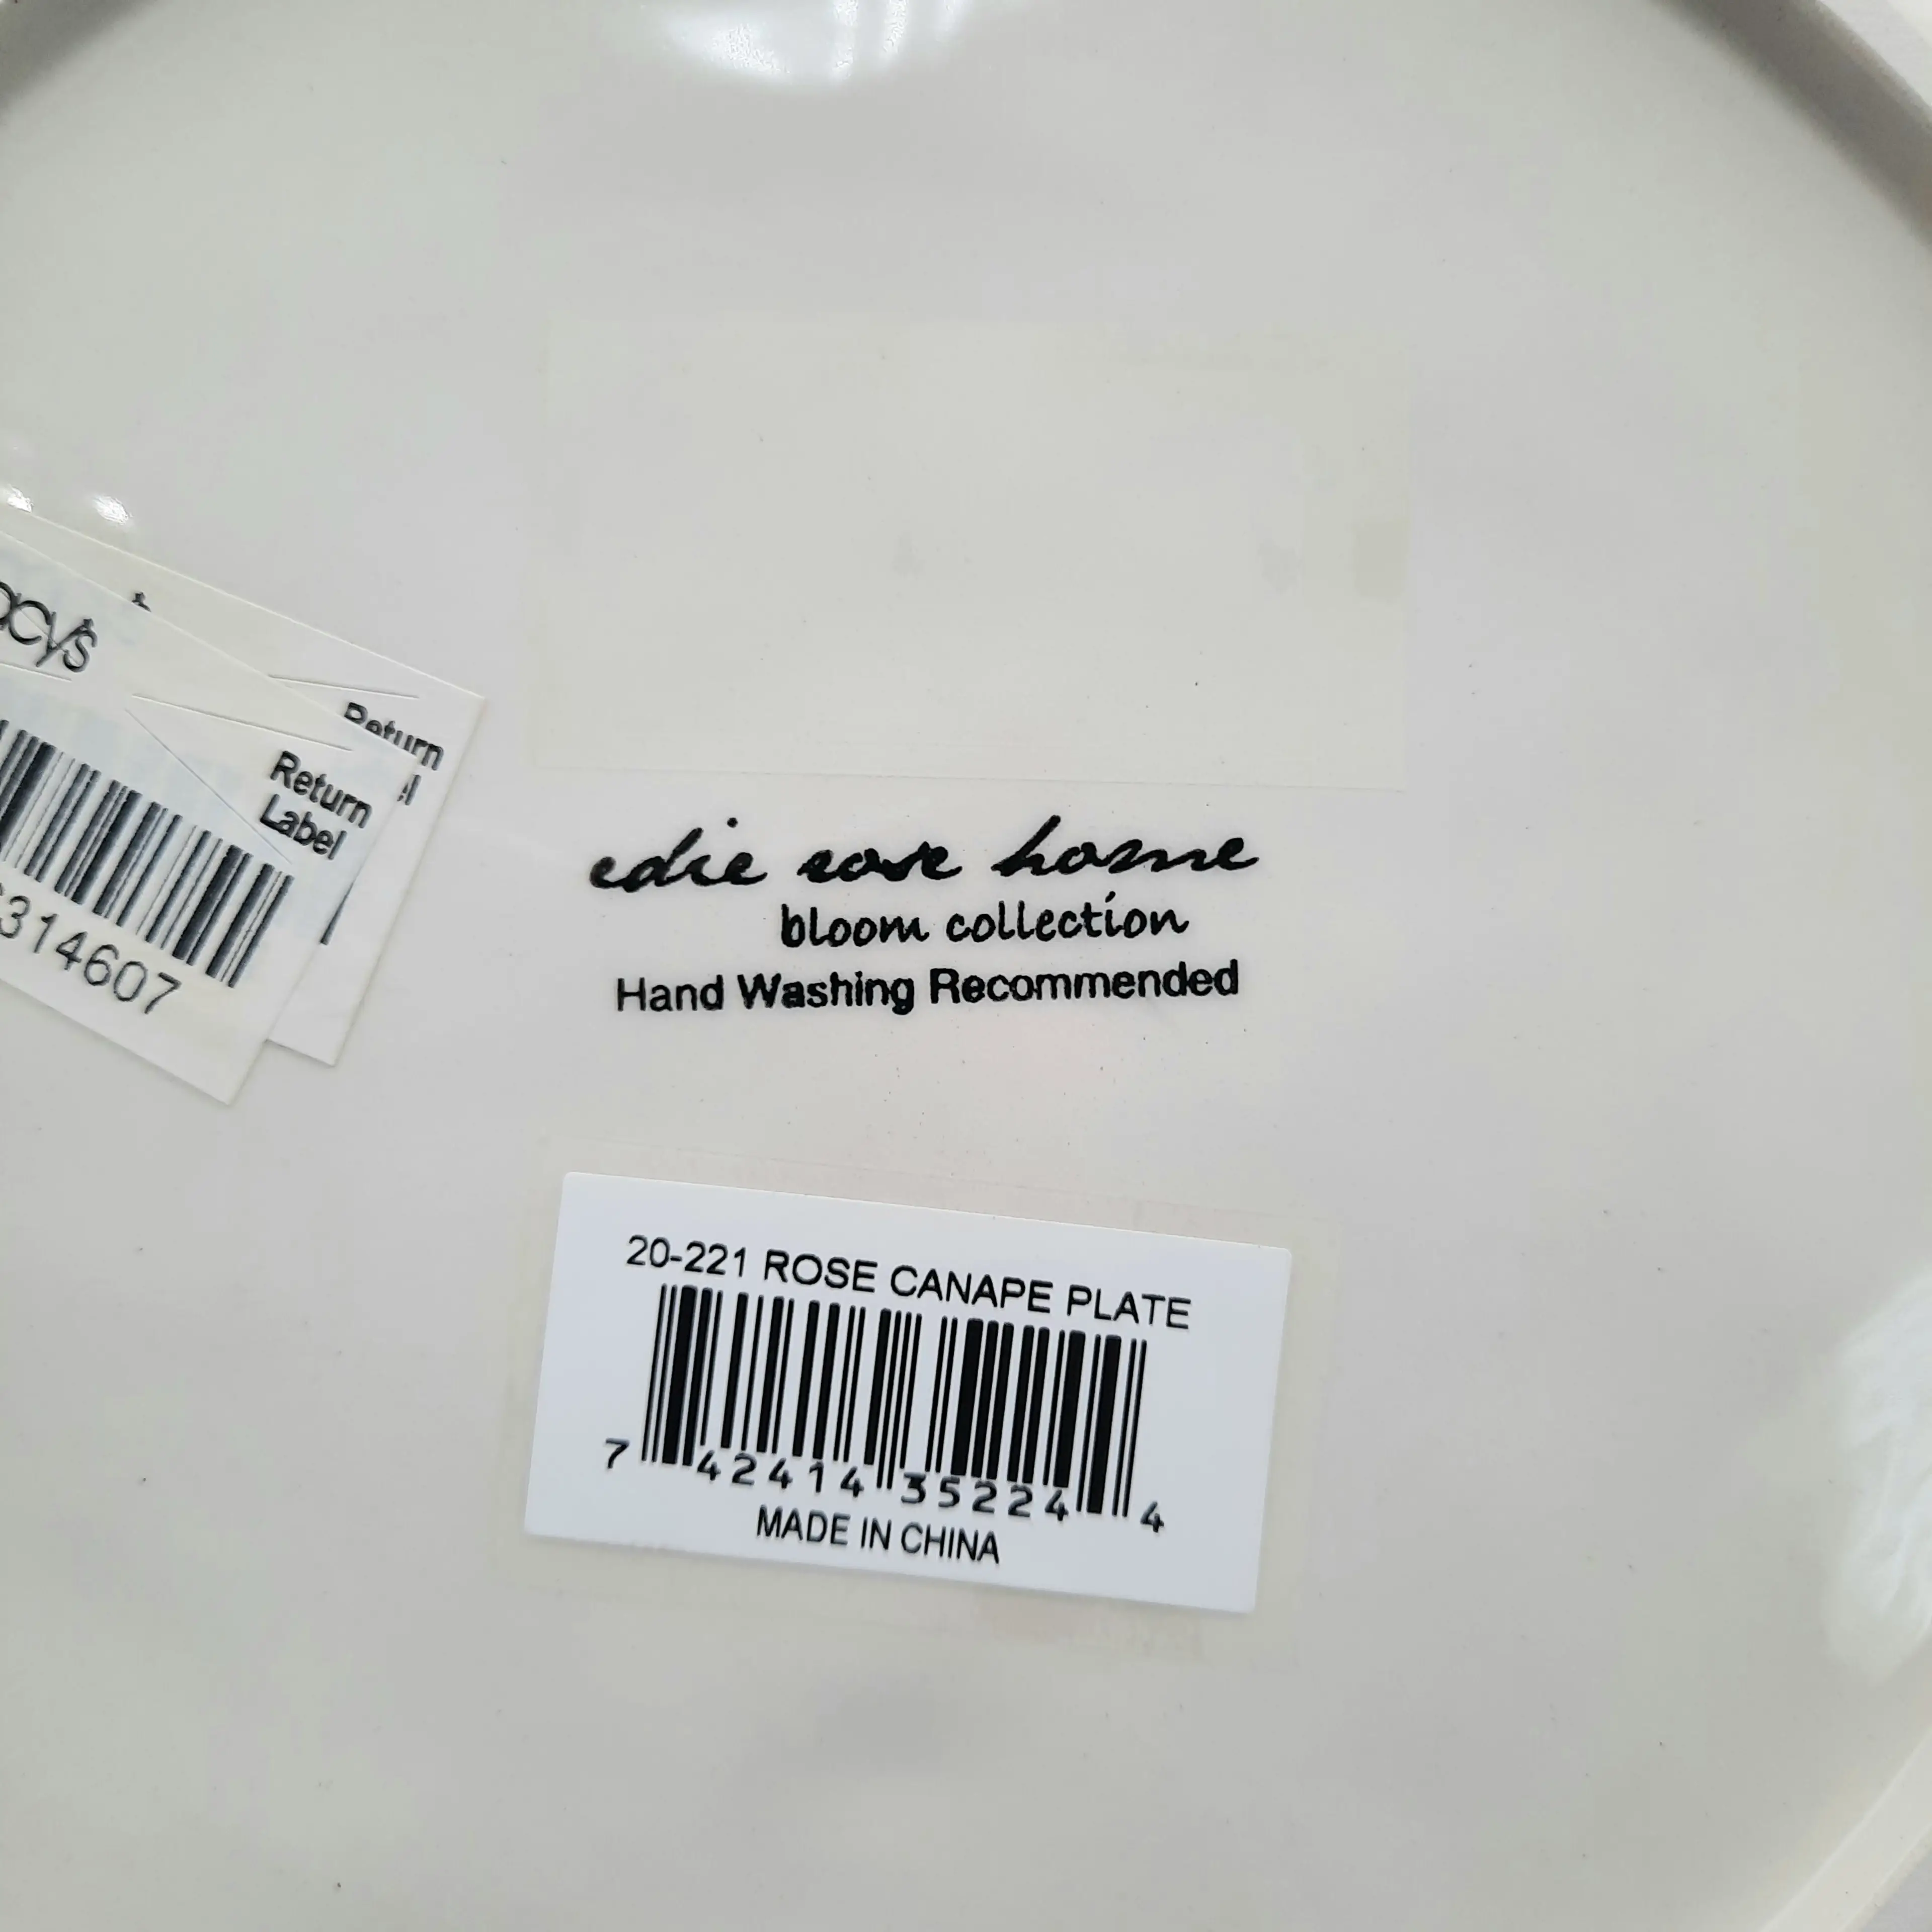 acy's
Return
Return
Label
314607
edie rose home
bloom collection
Hand Washing Recommended
20-221 ROSE CANAPE PLATE
7 42414 35224 4
MADE IN CHINA